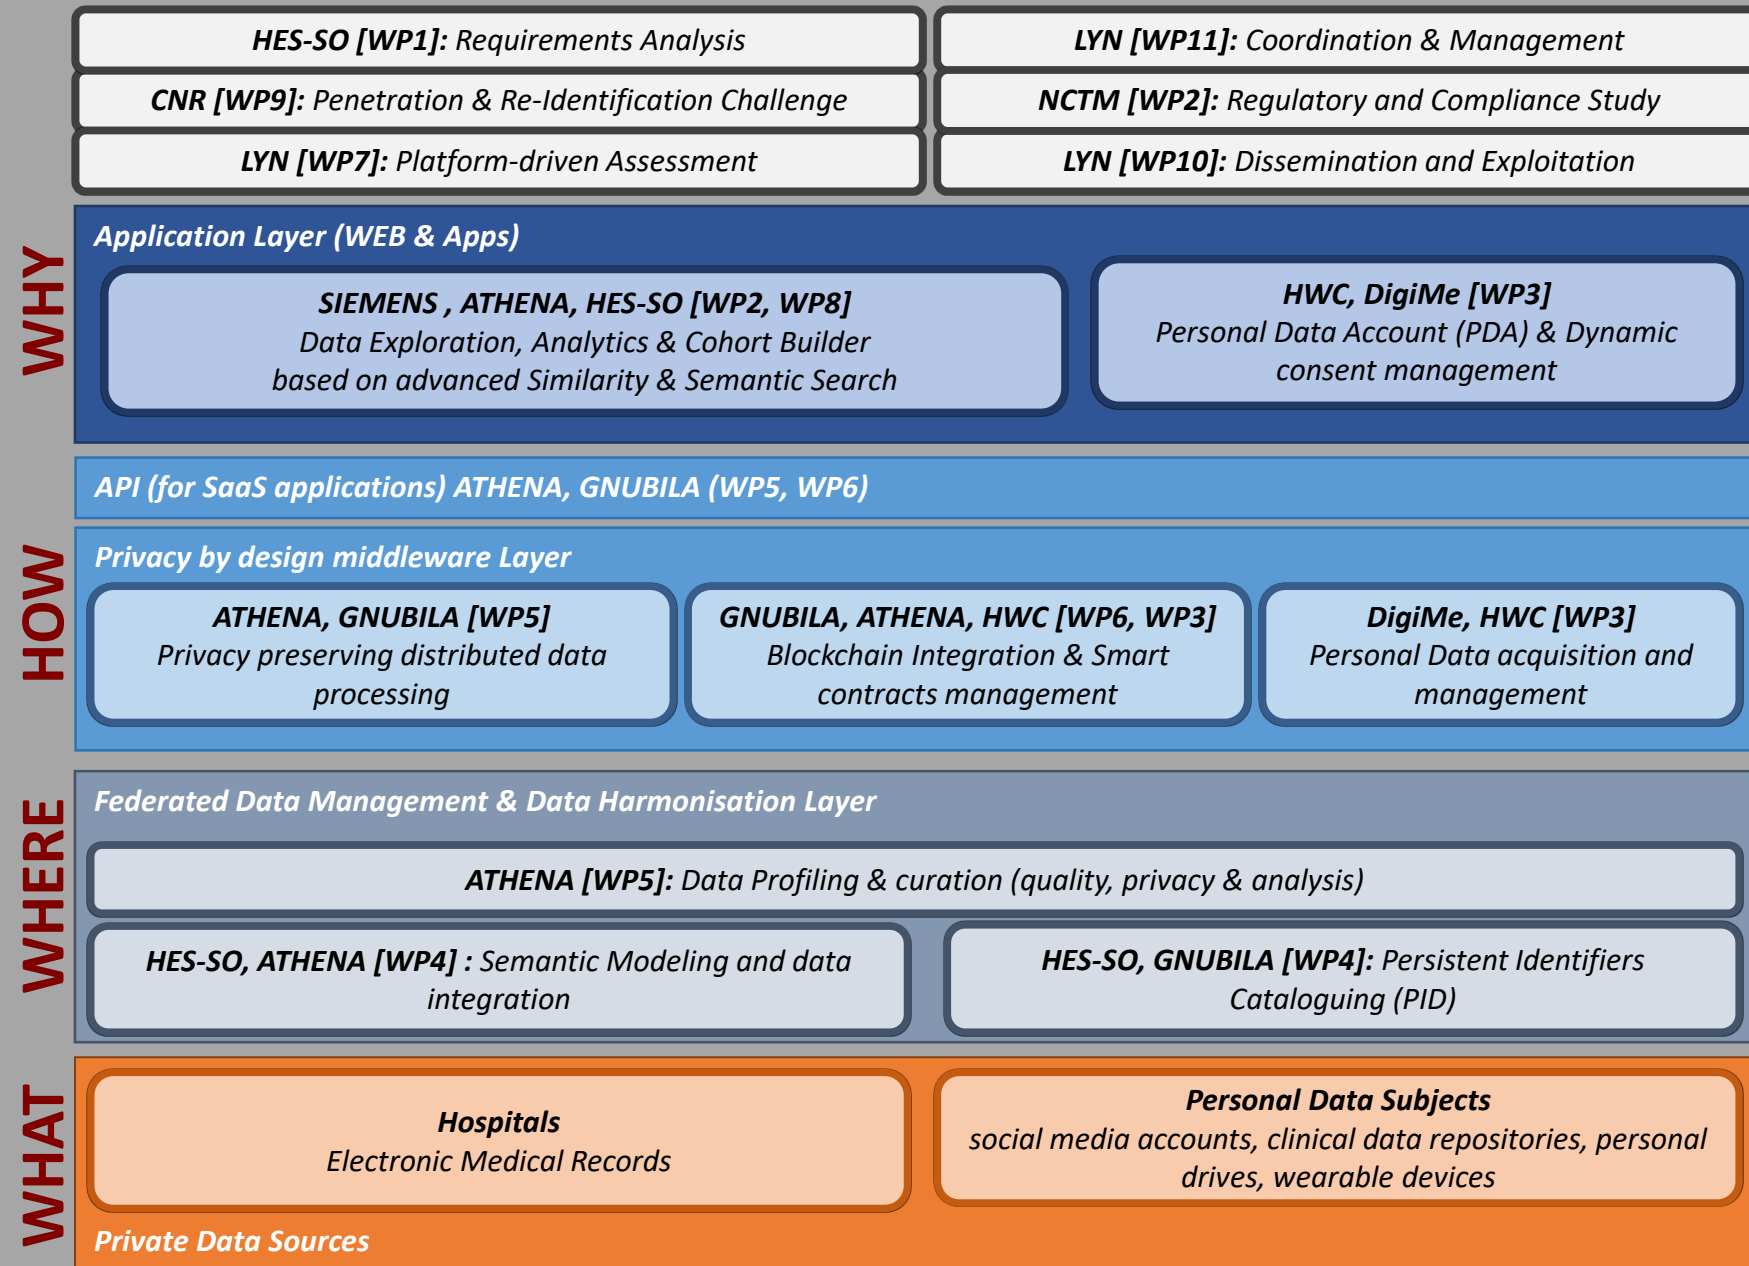 HES-SO [WP1]: Requirements Analysis
LYN [WP11]: Coordination & Management
CNR [WP9]: Penetration & Re-Identification Challenge
NCTM [WP2]: Regulatory and Compliance Study
LYN [WP7]: Platform-driven Assessment
LYN [WP10]: Dissemination and Exploitation
WHY
Application Layer (WEB & Apps)
SIEMENS , ATHENA, HES-SO [WP2, WP8]
Data Exploration, Analytics & Cohort Builder
based on advanced Similarity & Semantic Search
HWC, DigiMe [WP3]
Personal Data Account (PDA) & Dynamic
consent management
HOW
API (for SaaS applications) ATHENA, GNUBILA (WP5, WP6)
Privacy by design middleware Layer
ATHENA, GNUBILA [WP5]
Privacy preserving distributed data
processing
GNUBILA, ATHENA, HWC [WP6, WP3]
Blockchain Integration & Smart
contracts management
DigiMe, HWC [WP3]
Personal Data acquisition and
management
WHERE
Federated Data Management & Data Harmonisation Layer
ATHENA [WP5]: Data Profiling & curation (quality, privacy & analysis)
HES-SO, ATHENA [WP4] : Semantic Modeling and data
integration
HES-SO, GNUBILA [WP4]: Persistent Identifiers
Cataloguing (PID)
WHAT
Hospitals
Electronic Medical Records
Personal Data Subjects
social media accounts, clinical data repositories, personal
drives, wearable devices
Private Data Sources